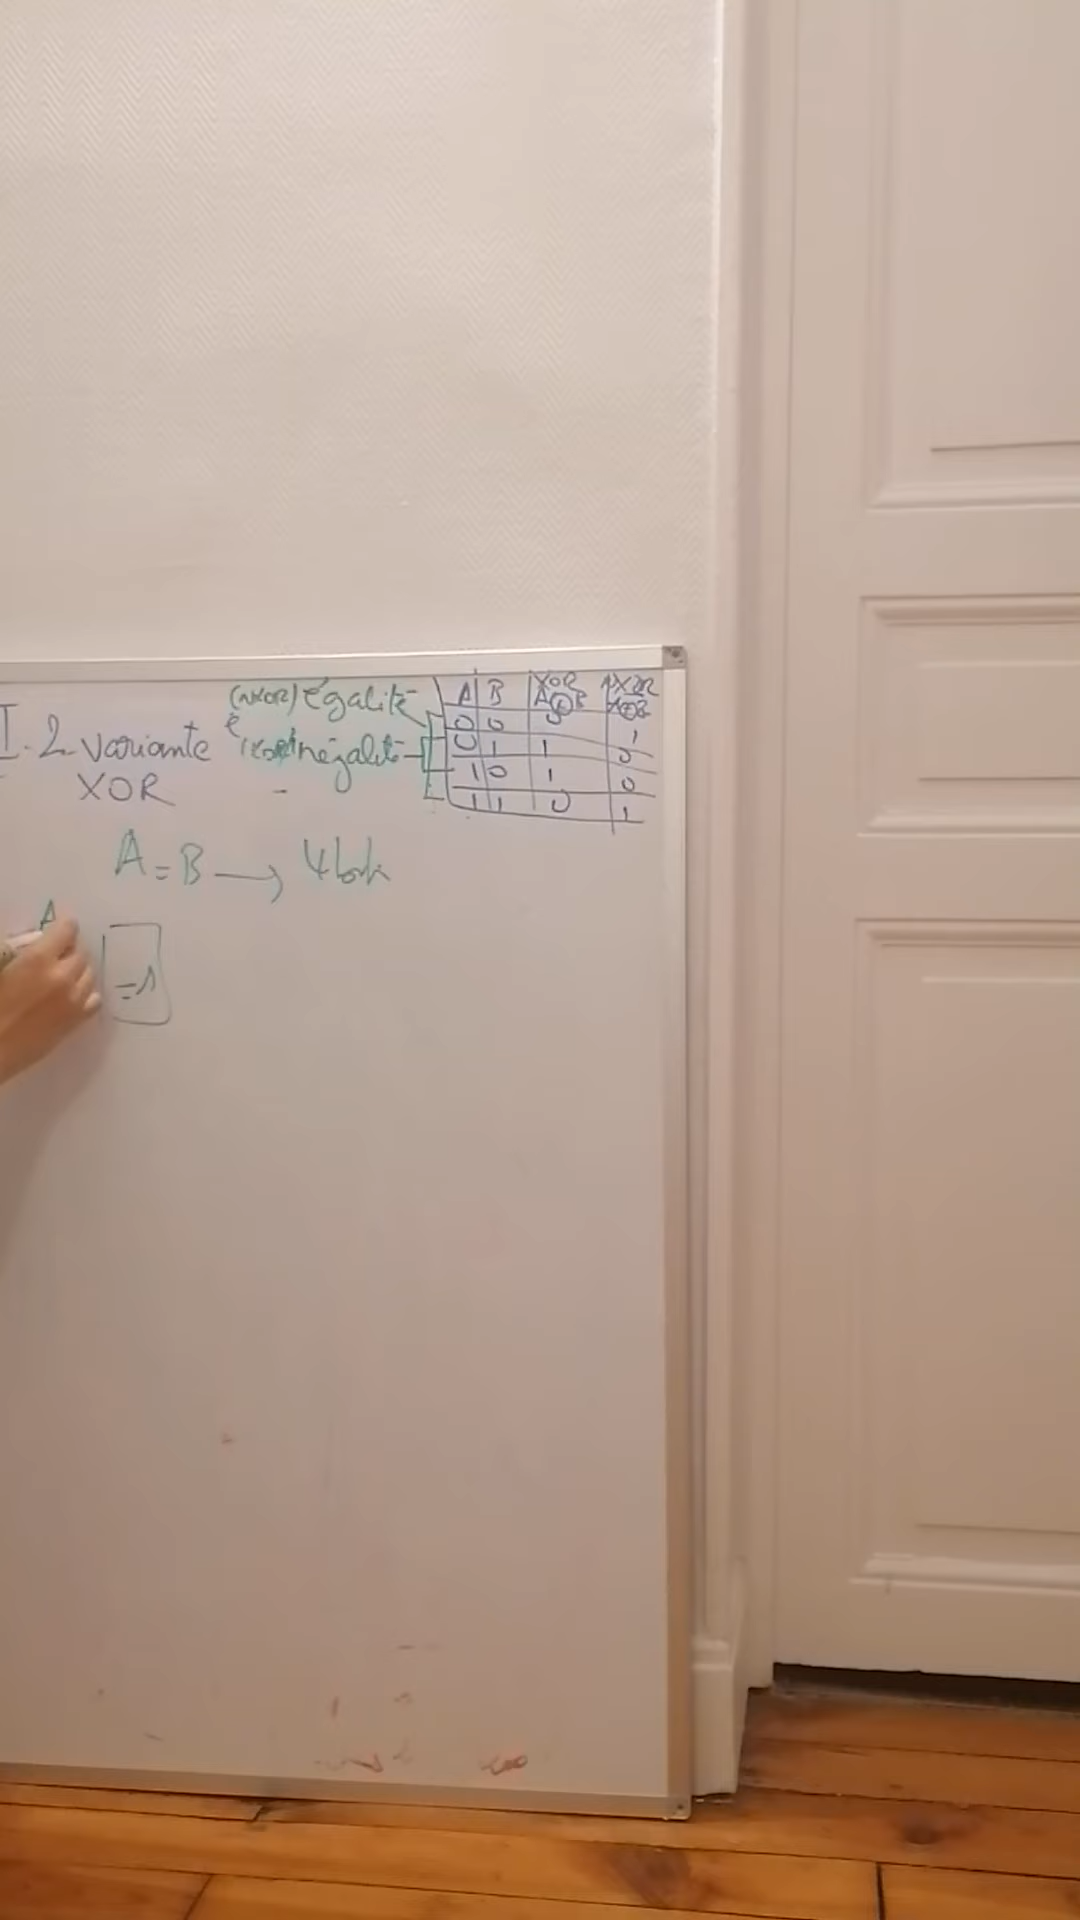 I.2 variante
XOR
(NXOR) égalité
(XOR) inégalité
A B XOR A⊕B NXOR A⊕B
0 0 0 1
0 1 1 0
1 0 1 0
1 1 0 1
A = B → 4 bits
A
=1